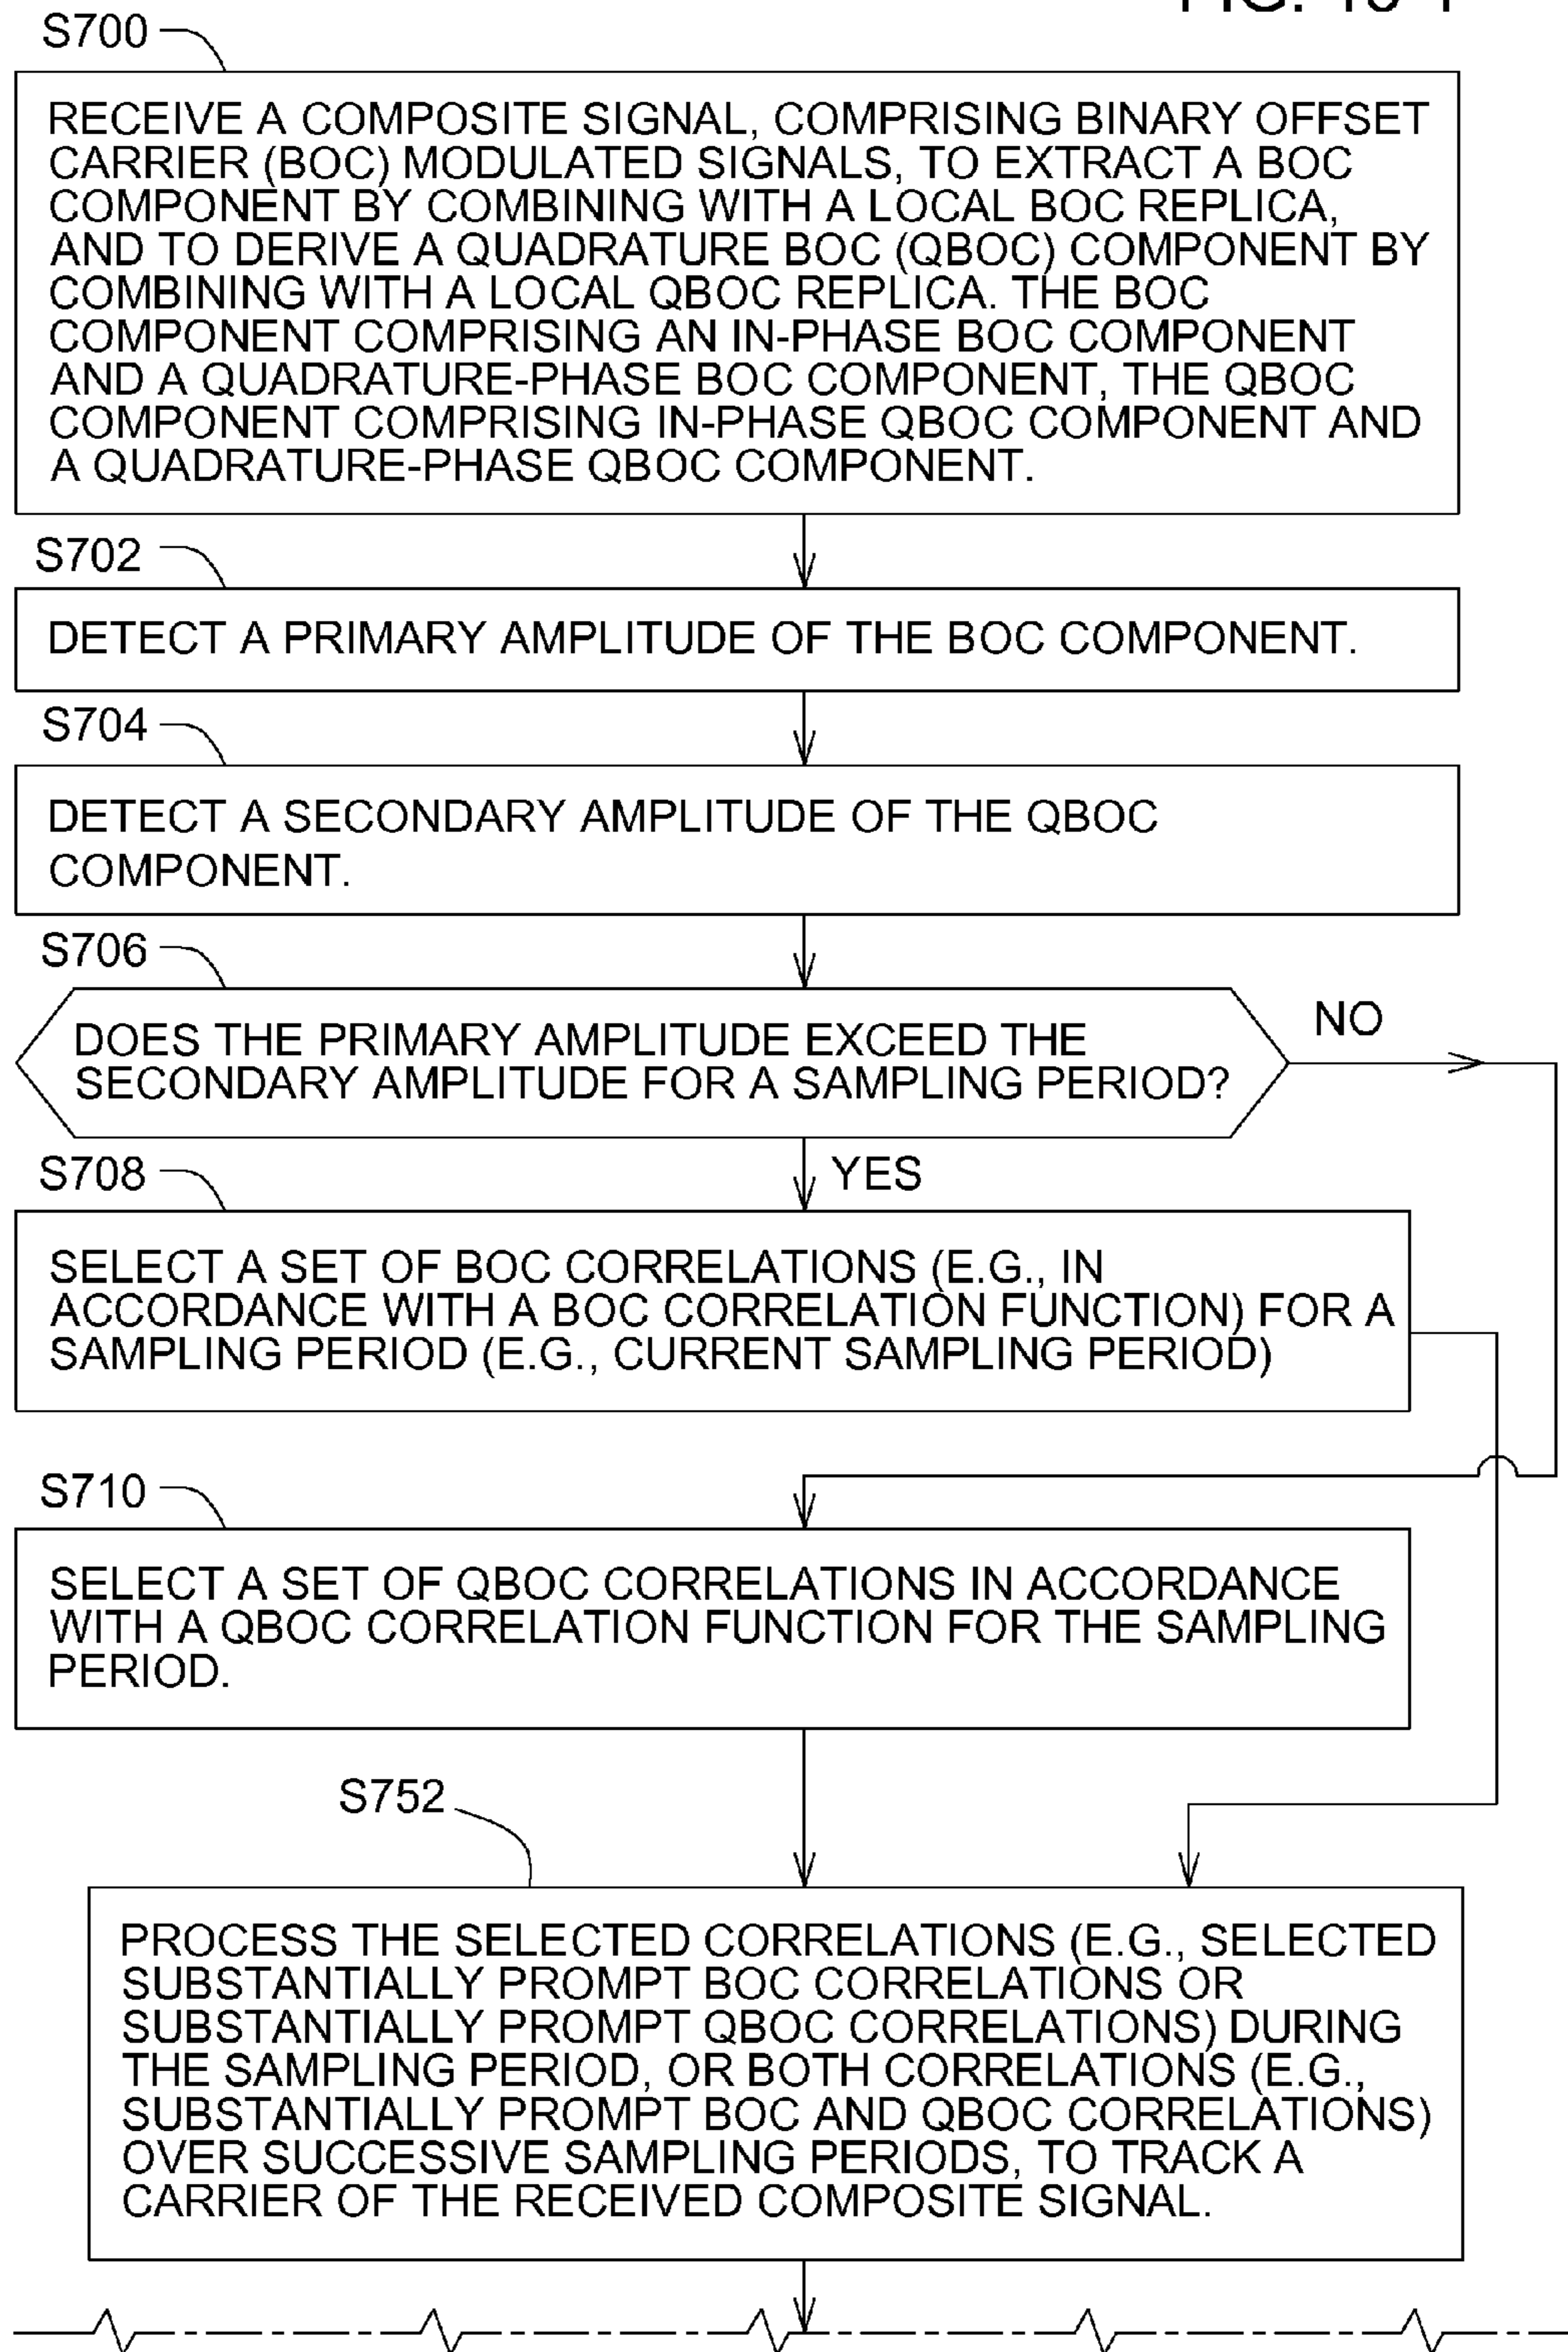 S700
RECEIVE A COMPOSITE SIGNAL, COMPRISING BINARY OFFSET
CARRIER (BOC) MODULATED SIGNALS, TO EXTRACT A BOC
COMPONENT BY COMBINING WITH A LOCAL BOC REPLICA,
AND TO DERIVE A QUADRATURE BOC (QBOC) COMPONENT BY
COMBINING WITH A LOCAL QBOC REPLICA. THE BOC
COMPONENT COMPRISING AN IN-PHASE BOC COMPONENT
AND A QUADRATURE-PHASE BOC COMPONENT, THE QBOC
COMPONENT COMPRISING IN-PHASE QBOC COMPONENT AND
A QUADRATURE-PHASE QBOC COMPONENT.
S702
DETECT A PRIMARY AMPLITUDE OF THE BOC COMPONENT.
S704
DETECT A SECONDARY AMPLITUDE OF THE QBOC
COMPONENT.
S706
DOES THE PRIMARY AMPLITUDE EXCEED THE
SECONDARY AMPLITUDE FOR A SAMPLING PERIOD?
NO
YES
S708
SELECT A SET OF BOC CORRELATIONS (E.G., IN
ACCORDANCE WITH A BOC CORRELATION FUNCTION) FOR A
SAMPLING PERIOD (E.G., CURRENT SAMPLING PERIOD)
S710
SELECT A SET OF QBOC CORRELATIONS IN ACCORDANCE
WITH A QBOC CORRELATION FUNCTION FOR THE SAMPLING
PERIOD.
S752
PROCESS THE SELECTED CORRELATIONS (E.G., SELECTED
SUBSTANTIALLY PROMPT BOC CORRELATIONS OR
SUBSTANTIALLY PROMPT QBOC CORRELATIONS) DURING
THE SAMPLING PERIOD, OR BOTH CORRELATIONS (E.G.,
SUBSTANTIALLY PROMPT BOC AND QBOC CORRELATIONS)
OVER SUCCESSIVE SAMPLING PERIODS, TO TRACK A
CARRIER OF THE RECEIVED COMPOSITE SIGNAL.